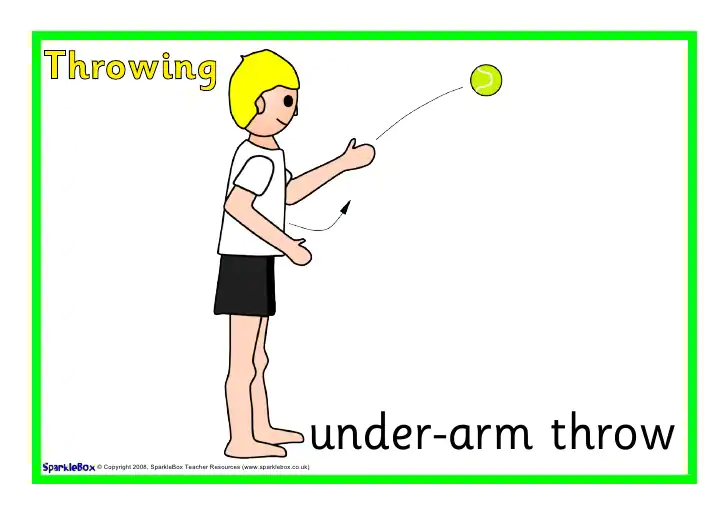 Throwing
under-arm throw
SparkleBox © Copyright 2008, SparkleBox Teacher Resources (www.sparklebox.co.uk)